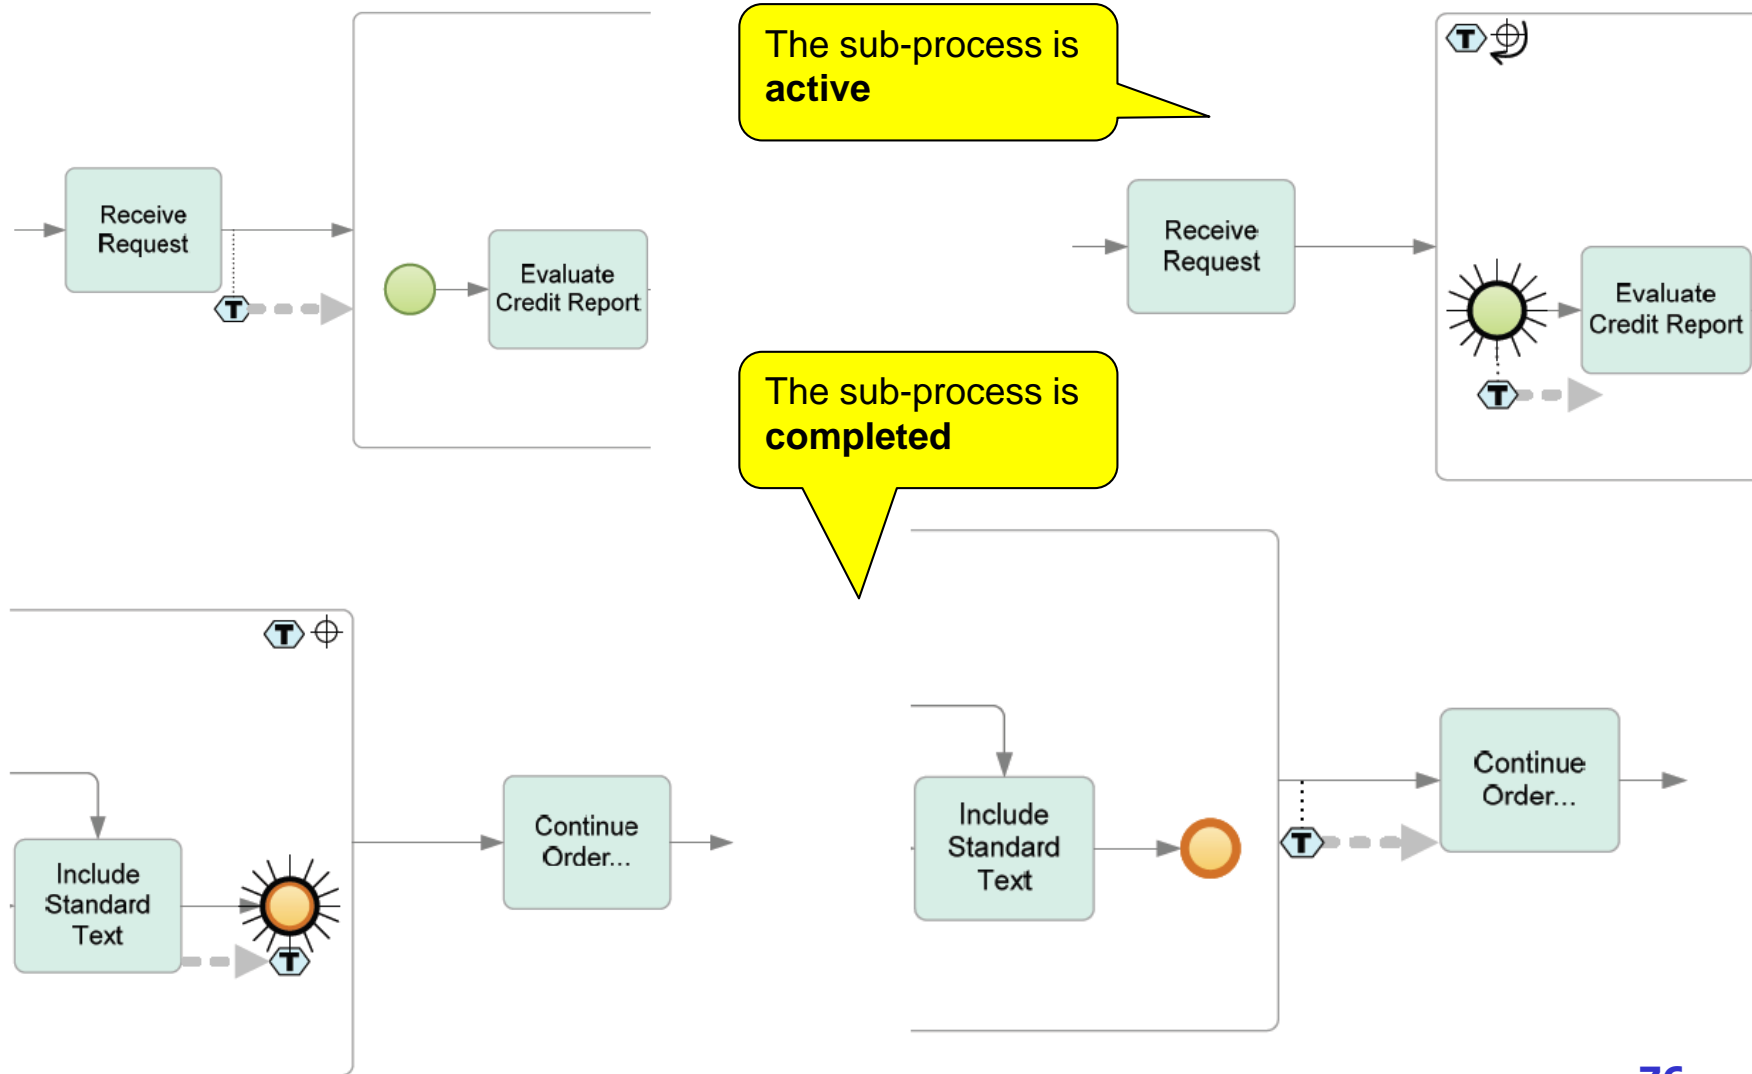 The sub-process is
active
T
Receive
Request
T
Evaluate
Credit Report
Receive
Request
Evaluate
Credit Report
T
The sub-process is
completed
T
Include
Standard
Text
T
Continue
Order...
Include
Standard
Text
T
Continue
Order...